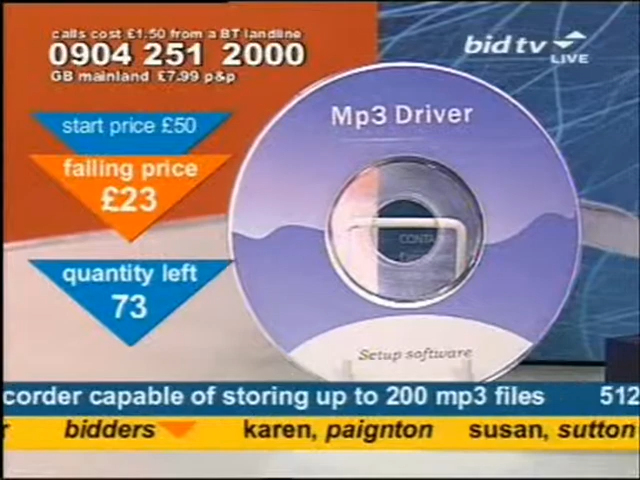 calls cost £1.50 from a BT landline
0904 251 2000
GB mainland £7.99 p&p
bid tv
LIVE
start price £50
falling price
£23
quantity left
73
Mp3 Driver
CONTA
Setup software
corder capable of storing up to 200 mp3 files 512
r bidders karen, paignton susan, sutton